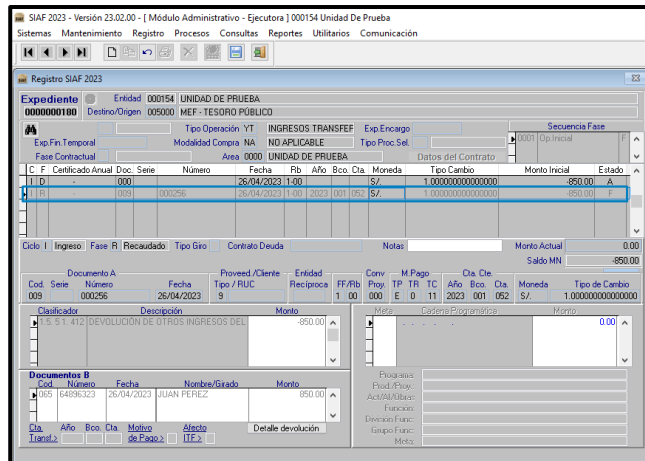 SIAF 2023 - Versión 23.02.00 - [ Módulo Administrativo - Ejecutora ] 000154 Unidad De Prueba
Sistemas Mantenimiento Registro Procesos Consultas Reportes Utilitarios Comunicación
Registro SIAF 2023
Expediente Entidad 000154 UNIDAD DE PRUEBA
0000000180 Destino/Origen 005000 MEF - TESORO PÚBLICO
Tipo Operación YT INGRESOS TRANSFEF Exp.Encargo Secuencia Fase
Exp.Fin.Temporal Modalidad Compra NA NO APLICABLE Tipo Proc.Sel. 0001 Op.Inicial F
Fase Contractual Area 0000 UNIDAD DE PRUEBA Datos del Contrato
C F Certificado Anual Doc. Serie Número Fecha Rb Año Bco. Cta Moneda Tipo Cambio Monto Inicial Estado
I D - 000 26/04/2023 1-00 S/. 1.000000000000000 -850.00 A
I R - 009 000256 26/04/2023 1-00 2023 001 052 S/. 1.000000000000000 -850.00 F
Ciclo I Ingreso Fase R Recaudado Tipo Giro Contrato Deuda Notas Monto Actual 0.00
Saldo MN -850.00
Documento A Proveed./Cliente Entidad Conv M.Pago Cta. Cte.
Cod. Serie Número Fecha Tipo / RUC Recíproca FF/Rb Proy. TP TR TC Año Bco. Cta. Moneda Tipo de Cambio
009 000256 26/04/2023 9 1 00 000 E 0 11 2023 001 052 S/. 1.000000000000000
Clasificador Descripción Monto Meta Cadena Programática Monto
1.5. 5 1. 412 DEVOLUCIÓN DE OTROS INGRESOS DEL -850.00 0.00
Documentos B
Cod. Número Fecha Nombre/Girado Monto
065 64896323 26/04/2023 JUAN PEREZ 850.00
Cta. Año Bco. Cta. Motivo Afecto Detalle devolución
Transf.> de Pago > ITF.>
Programa:
Prod./Proy.:
Act/AI/Obras:
Funcion:
Division Func:
Grupo Func:
Meta: